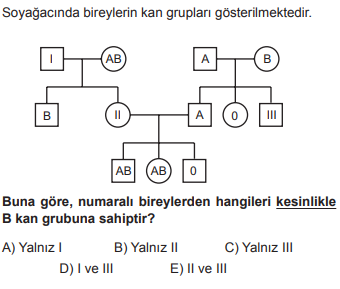 Soyağacında bireylerin kan grupları gösterilmektedir.
I AB A B
B II A 0 III
AB AB 0
Buna göre, numaralı bireylerden hangileri kesinlikle
B kan grubuna sahiptir?
A) Yalnız I B) Yalnız II C) Yalnız III
D) I ve III E) II ve III